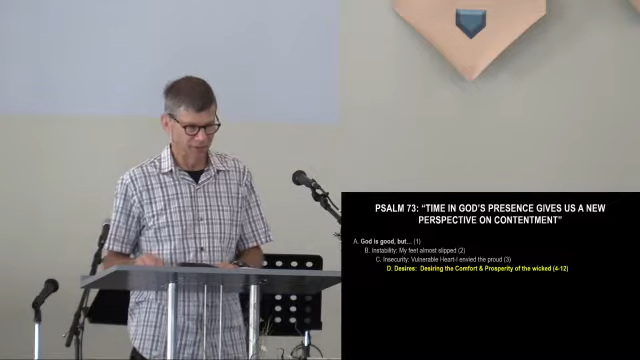 PSALM 73: “TIME IN GOD’S PRESENCE GIVES US A NEW
PERSPECTIVE ON CONTENTMENT”
A. God is good, but... (1)
B. Instability: My feet almost slipped (2)
C. Insecurity: Vulnerable Heart-I envied the proud (3)
D. Desires: Desiring the Comfort & Prosperity of the wicked (4-12)